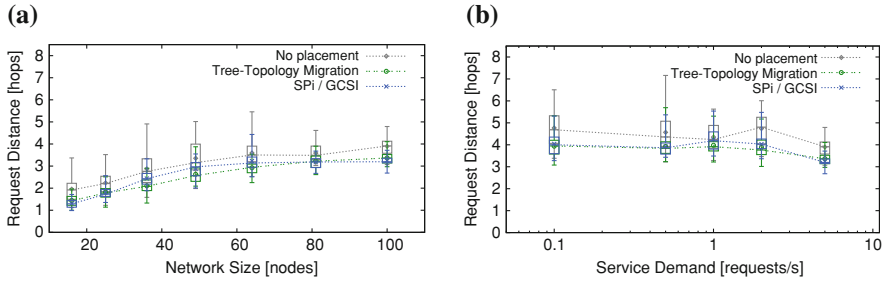 (a)
Request Distance [hops]
8
7
6
5
4
3
2
1
0
No placement
Tree-Topology Migration
SPi / GCSI
20 40 60 80 100
Network Size [nodes]
(b)
Request Distance [hops]
8
7
6
5
4
3
2
1
0
No placement
Tree-Topology Migration
SPi / GCSI
0.1 1 10
Service Demand [requests/s]